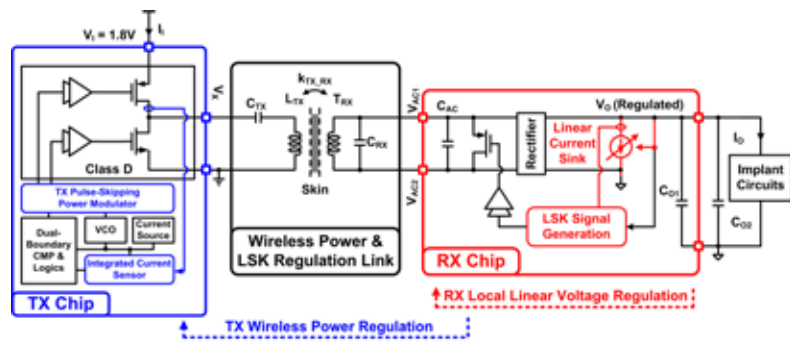 V_I = 1.8V
I_I
Class D
TX Pulse-Skipping
Power Modulator
Dual-
Boundary
CMP &
Logics
VCO
Current
Source
Integrated Current
Sensor
TX Chip
V_X
C_TX
L_TX
k_TX_RX
T_RX
C_RX
Skin
Wireless Power &
LSK Regulation Link
V_AC1
V_AC2
C_AC
Rectifier
V_O (Regulated)
Linear
Current
Sink
LSK Signal
Generation
RX Chip
C_O1
C_O2
I_O
Implant
Circuits
RX Local Linear Voltage Regulation
TX Wireless Power Regulation